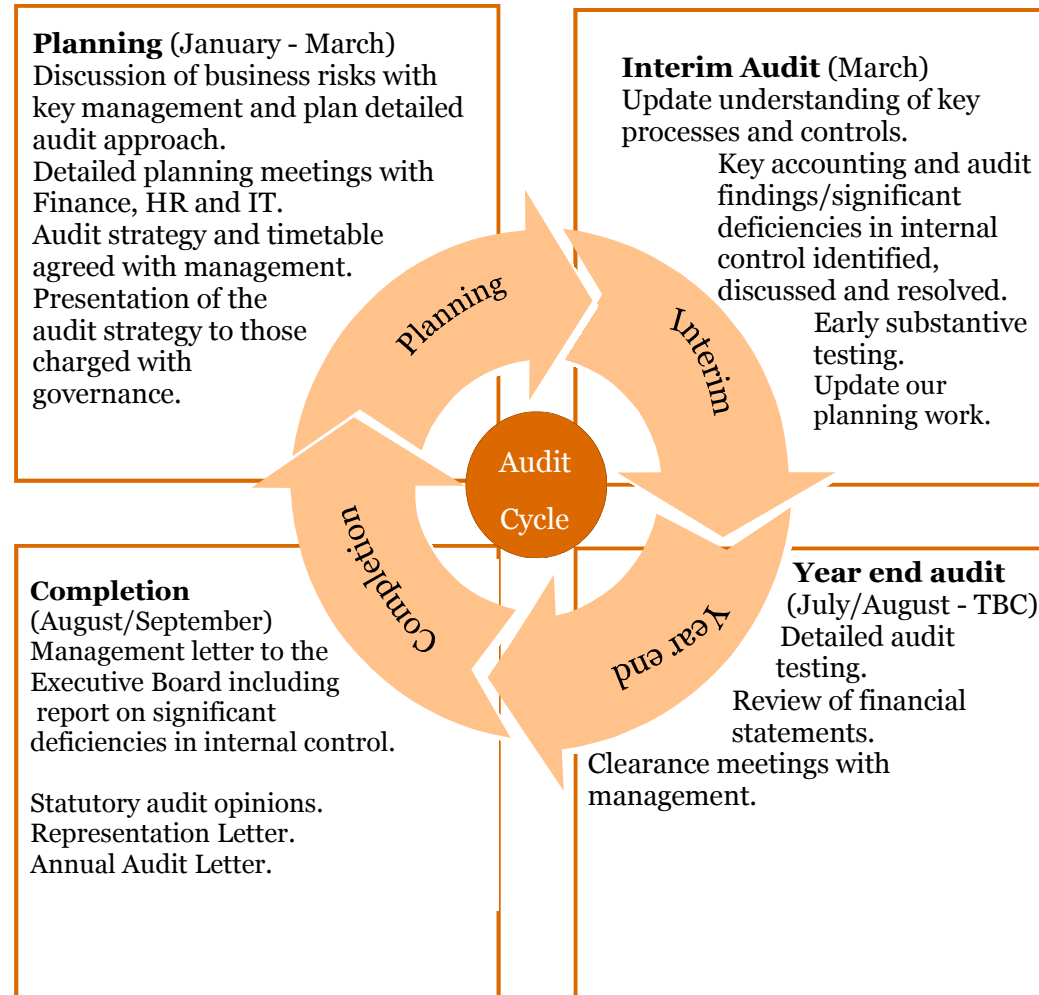 Planning (January - March)
Discussion of business risks with
key management and plan detailed
audit approach.
Detailed planning meetings with
Finance, HR and IT.
Audit strategy and timetable
agreed with management.
Presentation of the
audit strategy to those
charged with
governance.
Interim Audit (March)
Update understanding of key
processes and controls.
Key accounting and audit
findings/significant
deficiencies in internal
control identified,
discussed and resolved.
Early substantive
testing.
Update our
planning work.
Planning
Interim
Audit
Cycle
Completion
Year end
Completion
(August/September)
Management letter to the
Executive Board including
report on significant
deficiencies in internal control.
Statutory audit opinions.
Representation Letter.
Annual Audit Letter.
Year end audit
(July/August - TBC)
Detailed audit
testing.
Review of financial
statements.
Clearance meetings with
management.